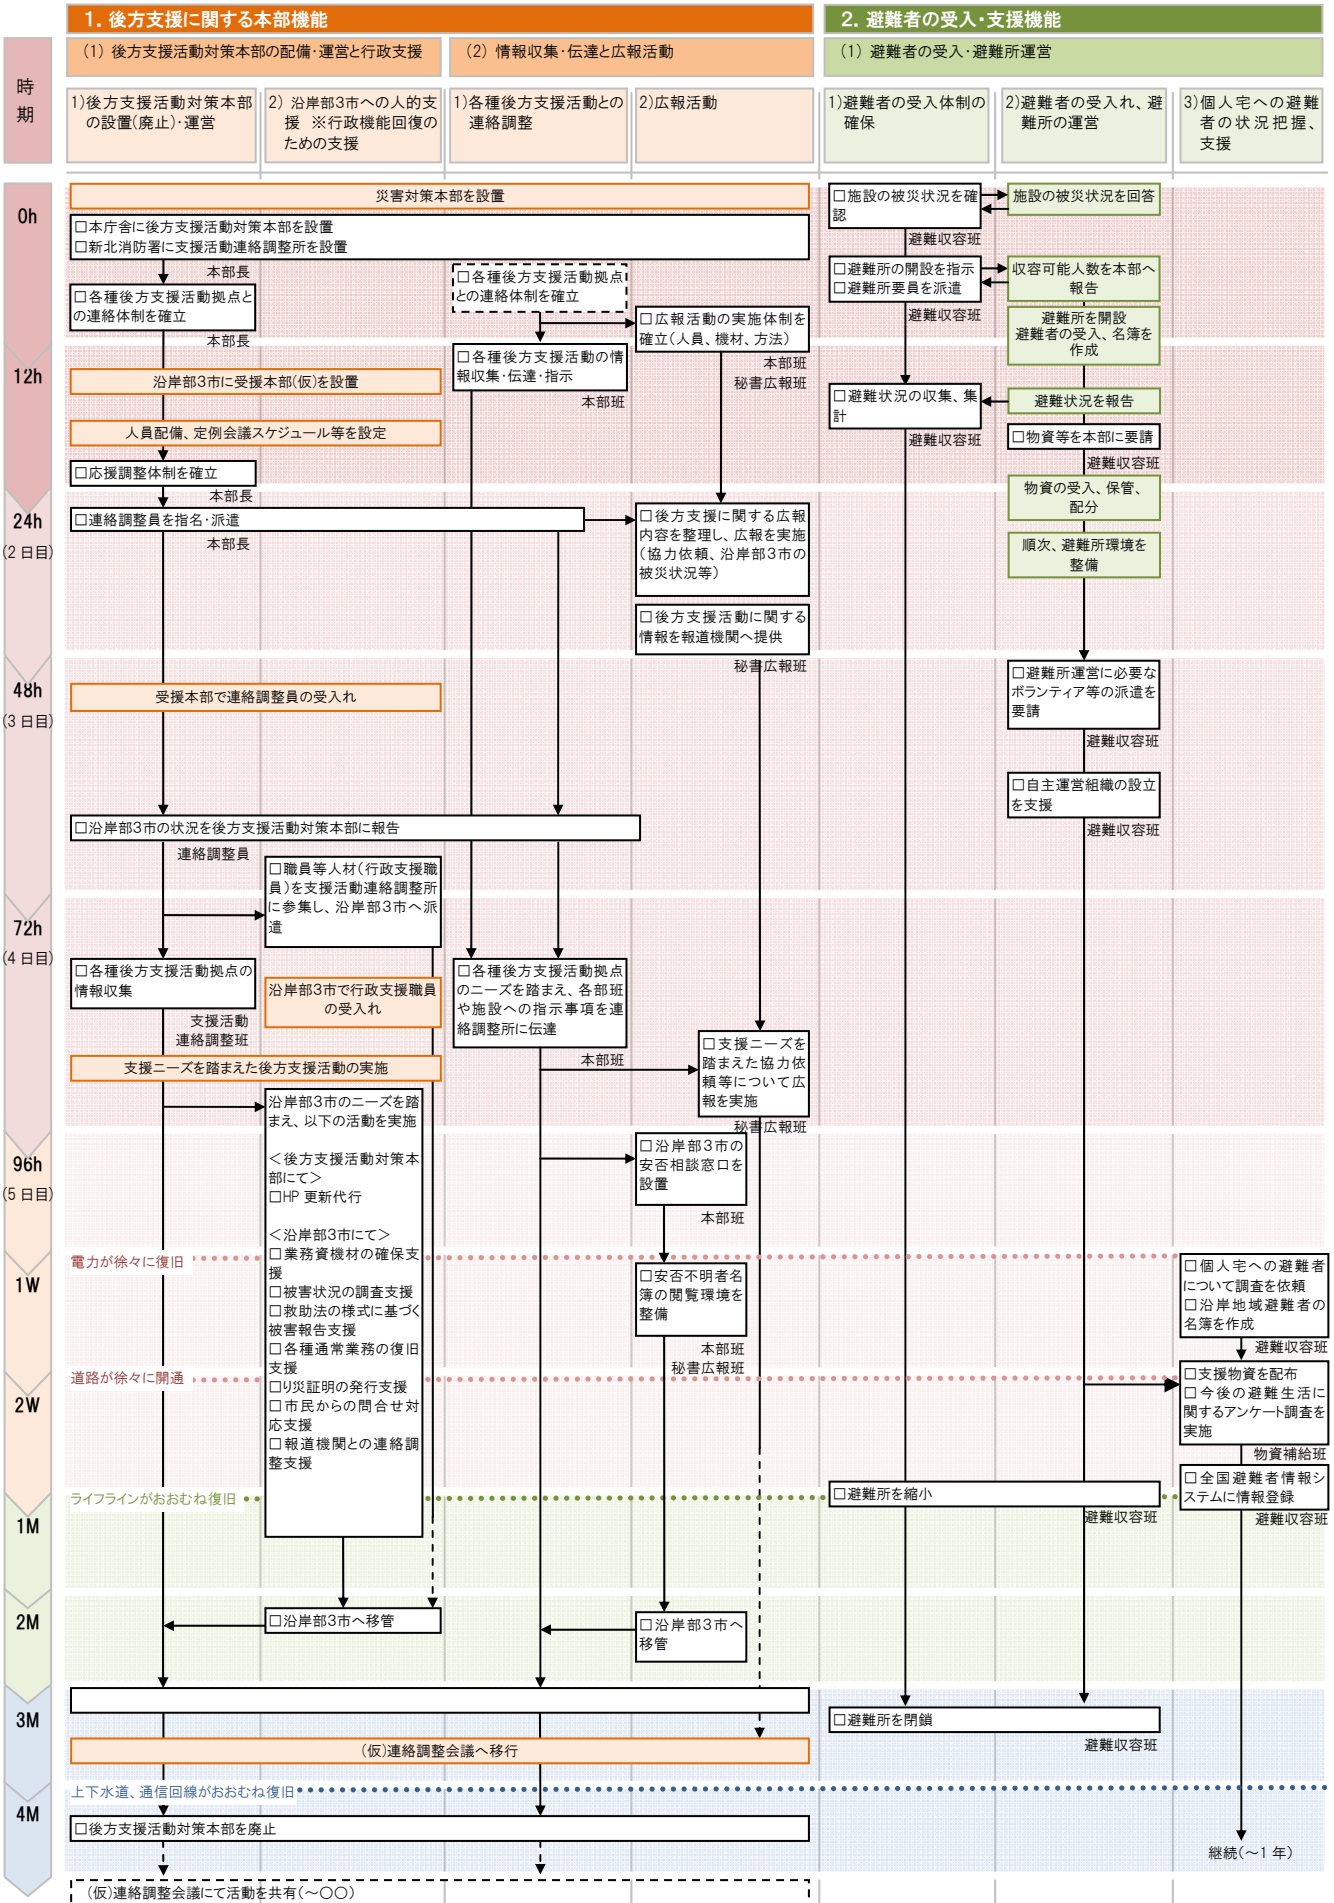 1. 後方支援に関する本部機能
2. 避難者の受入・支援機能
(1) 後方支援活動対策本部の配備・運営と行政支援
(2) 情報収集・伝達と広報活動
(1) 避難者の受入・避難所運営
時
期
1)後方支援活動対策本部
の設置(廃止)・運営
2) 沿岸部3市への人的支
援 ※行政機能回復の
ための支援
1)各種後方支援活動との
連絡調整
2)広報活動
1)避難者の受入体制の
確保
2)避難者の受入れ、避
難所の運営
3)個人宅への避難
者の状況把握、
支援
0h
災害対策本部を設置
□本庁舎に後方支援活動対策本部を設置
□新北消防署に支援活動連絡調整所を設置
本部長
□各種後方支援活動拠点と
の連絡体制を確立
本部長
□各種後方支援活動拠点
との連絡体制を確立
□広報活動の実施体制を
確立(人員、機材、方法)
本部班
秘書広報班
□施設の被災状況を確
認
避難収容班
施設の被災状況を回答
□避難所の開設を指示
□避難所要員を派遣
避難収容班
収容可能人数を本部へ
報告
避難所を開設
避難者の受入、名簿を
作成
12h
□各種後方支援活動の情
報収集・伝達・指示
本部班
沿岸部3市に受援本部(仮)を設置
人員配備、定例会議スケジュール等を設定
□応援調整体制を確立
本部長
□避難状況の収集、集
計
避難収容班
避難状況を報告
□物資等を本部に要請
避難収容班
物資の受入、保管、
配分
24h
(2 日目)
□連絡調整員を指名・派遣
本部長
□後方支援に関する広報
内容を整理し、広報を実施
(協力依頼、沿岸部3市の
被災状況等)
□後方支援活動に関する
情報を報道機関へ提供
秘書広報班
順次、避難所環境を
整備
48h
(3 日目)
受援本部で連絡調整員の受入れ
□避難所運営に必要な
ボランティア等の派遣を
要請
避難収容班
□自主運営組織の設立
を支援
避難収容班
□沿岸部3市の状況を後方支援活動対策本部に報告
連絡調整員
□職員等人材(行政支援職
員)を支援活動連絡調整所
に参集し、沿岸部3市へ派
遣
72h
(4 日目)
□各種後方支援活動拠点の
情報収集
支援活動
連絡調整班
沿岸部3市で行政支援職員
の受入れ
□各種後方支援活動拠点
のニーズを踏まえ、各部班
や施設への指示事項を連
絡調整所に伝達
本部班
□支援ニーズを
踏まえた協力依
頼等について広
報を実施
秘書広報班
支援ニーズを踏まえた後方支援活動の実施
沿岸部3市のニーズを踏
まえ、以下の活動を実施
<後方支援活動対策本
部にて>
□HP 更新代行
<沿岸部3市にて>
□業務資機材の確保支
援
□被害状況の調査支援
□救助法の様式に基づく
被害報告支援
□各種通常業務の復旧
支援
□り災証明の発行支援
□市民からの問合せ対
応支援
□報道機関との連絡調
整支援
96h
(5 日目)
□沿岸部3市の
安否相談窓口を
設置
本部班
電力が徐々に復旧
1W
□安否不明者名
簿の閲覧環境を
整備
本部班
秘書広報班
□個人宅への避難者
について調査を依頼
□沿岸地域避難者の
名簿を作成
避難収容班
道路が徐々に開通
2W
□支援物資を配布
□今後の避難生活に
関するアンケート調査を
実施
物資補給班
□全国避難者情報シ
ステムに情報登録
避難収容班
ライフラインがおおむね復旧
□避難所を縮小
避難収容班
1M
2M
□沿岸部3市へ移管
□沿岸部3市へ
移管
3M
□避難所を閉鎖
避難収容班
(仮)連絡調整会議へ移行
上下水道、通信回線がおおむね復旧
4M
□後方支援活動対策本部を廃止
継続(～1 年)
(仮)連絡調整会議にて活動を共有(～〇〇)